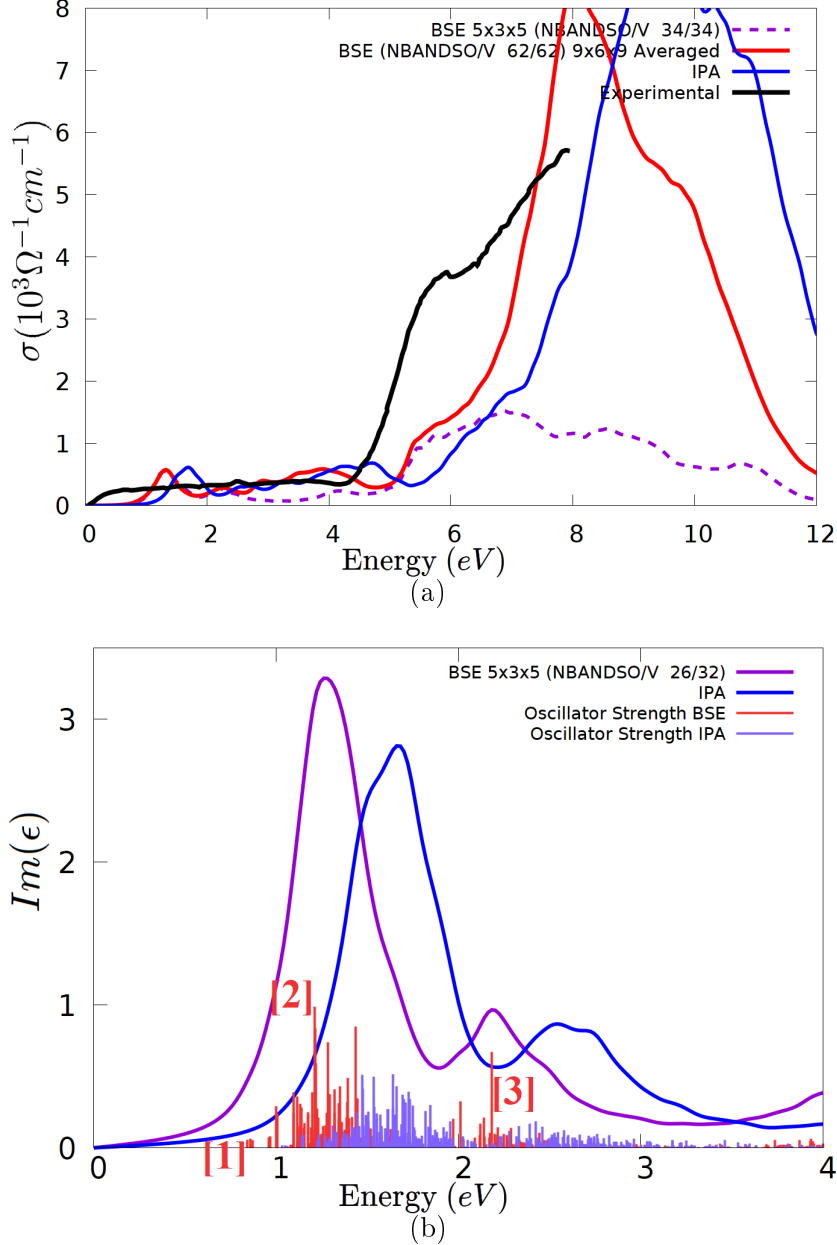 BSE 5x3x5 (NBANDSO/V 34/34)
BSE (NBANDSO/V 62/62) 9x6x9 Averaged
IPA
Experimental
8
7
6
5
4
3
2
1
0
σ(10³Ω⁻¹cm⁻¹)
0 2 4 6 8 10 12
Energy (eV)
(a)
BSE 5x3x5 (NBANDSO/V 26/32)
IPA
Oscillator Strength BSE
Oscillator Strength IPA
3
2
1
0
Im(ϵ)
[2]
[3]
[1]
0 1 2 3 4
Energy (eV)
(b)